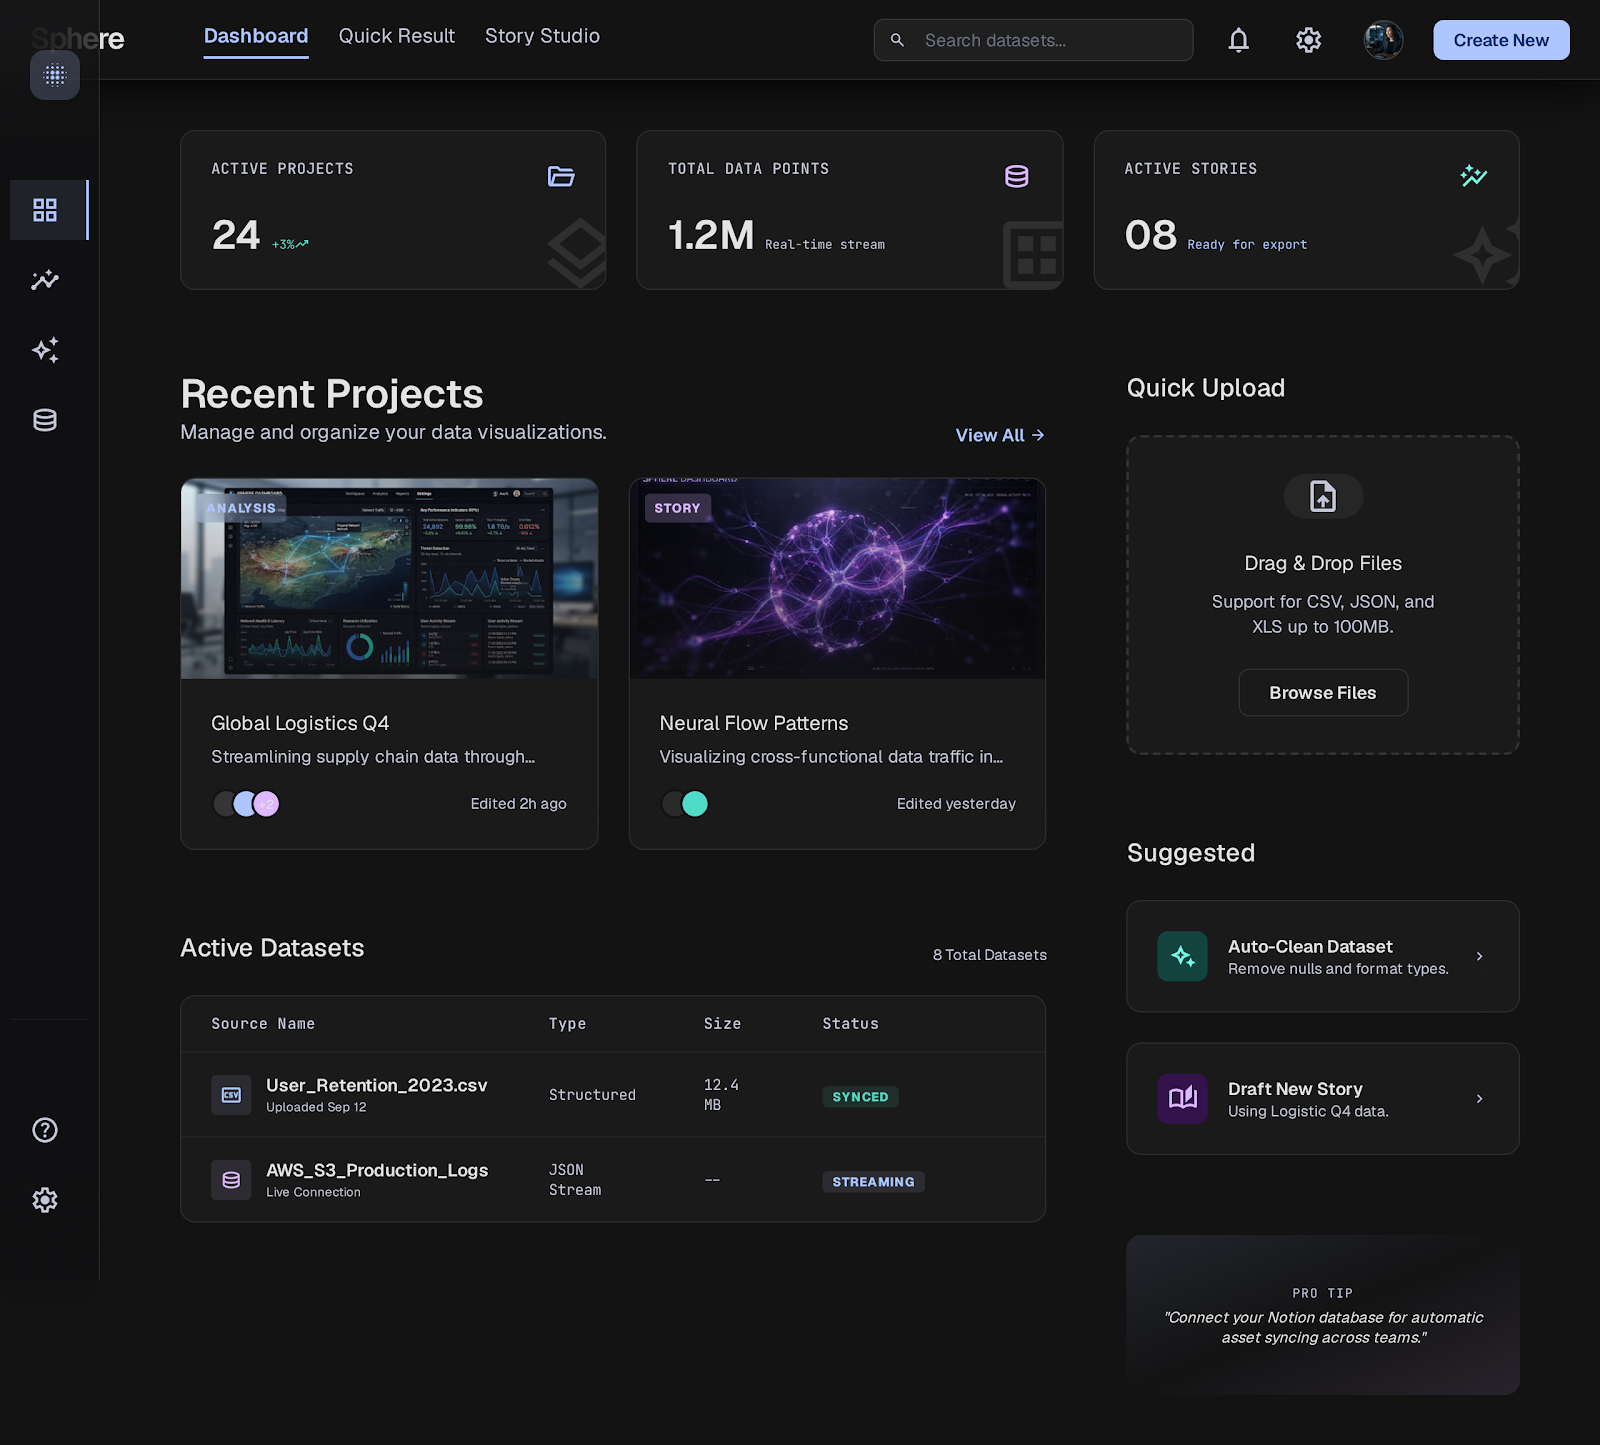 Sphere
Dashboard
Quick Result
Story Studio
Search datasets...
Create New
ACTIVE PROJECTS
24 +3%
TOTAL DATA POINTS
1.2M Real-time stream
ACTIVE STORIES
08 Ready for export
Recent Projects
Manage and organize your data visualizations.
View All →
ANALYSIS
Global Logistics Q4
Streamlining supply chain data through...
+2
Edited 2h ago
SPHERE DASHBOARD
STORY
Neural Flow Patterns
Visualizing cross-functional data traffic in...
Edited yesterday
Active Datasets
8 Total Datasets
Source Name
Type
Size
Status
CSV
User_Retention_2023.csv
Uploaded Sep 12
Structured
12.4
MB
SYNCED
AWS_S3_Production_Logs
Live Connection
JSON
Stream
--
STREAMING
Quick Upload
Drag & Drop Files
Support for CSV, JSON, and
XLS up to 100MB.
Browse Files
Suggested
Auto-Clean Dataset
Remove nulls and format types.
Draft New Story
Using Logistic Q4 data.
PRO TIP
"Connect your Notion database for automatic
asset syncing across teams."